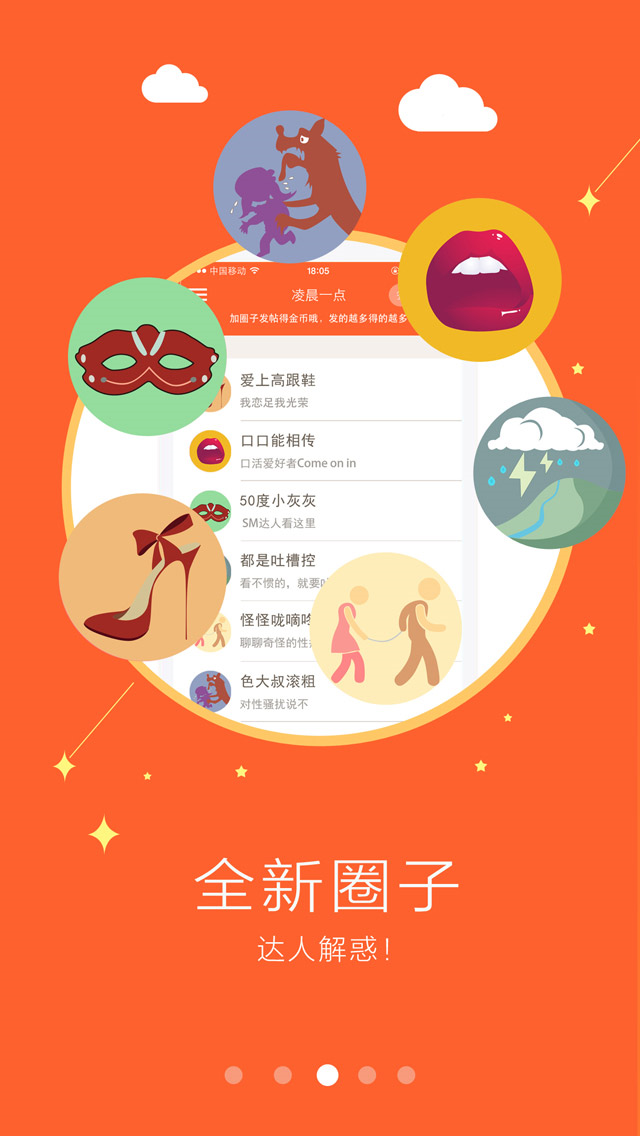 中国移动 18:05
凌晨一点
加圈子发帖得金币哦，发的越多得的越多
爱上高跟鞋
我恋足我光荣
口口能相传
口活爱好者Come on in
50度小灰灰
SM达人看这里
都是吐槽控
看不惯的，就要
怪怪咙嘀咚
聊聊奇怪的性
色大叔滚粗
对性骚扰说不
全新圈子
达人解惑！